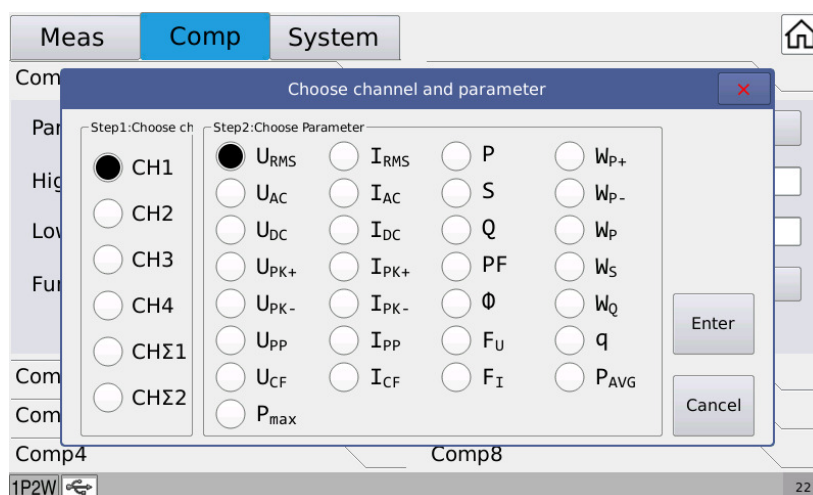 Meas Comp System
Com
Choose channel and parameter
Par
Hig
Lov
Fur
Step1:Choose ch
CH1
CH2
CH3
CH4
CHΣ1
CHΣ2
Step2:Choose Parameter
URMS IRMS P WP+
UAC IAC S WP-
UDC IDC Q WP
UPK+ IPK+ PF WS
UPK- IPK- Φ WQ
UPP IPP FU q
UCF ICF FI PAVG
Pmax
Enter
Cancel
Com
Com
Comp4 Comp8
1P2W 22